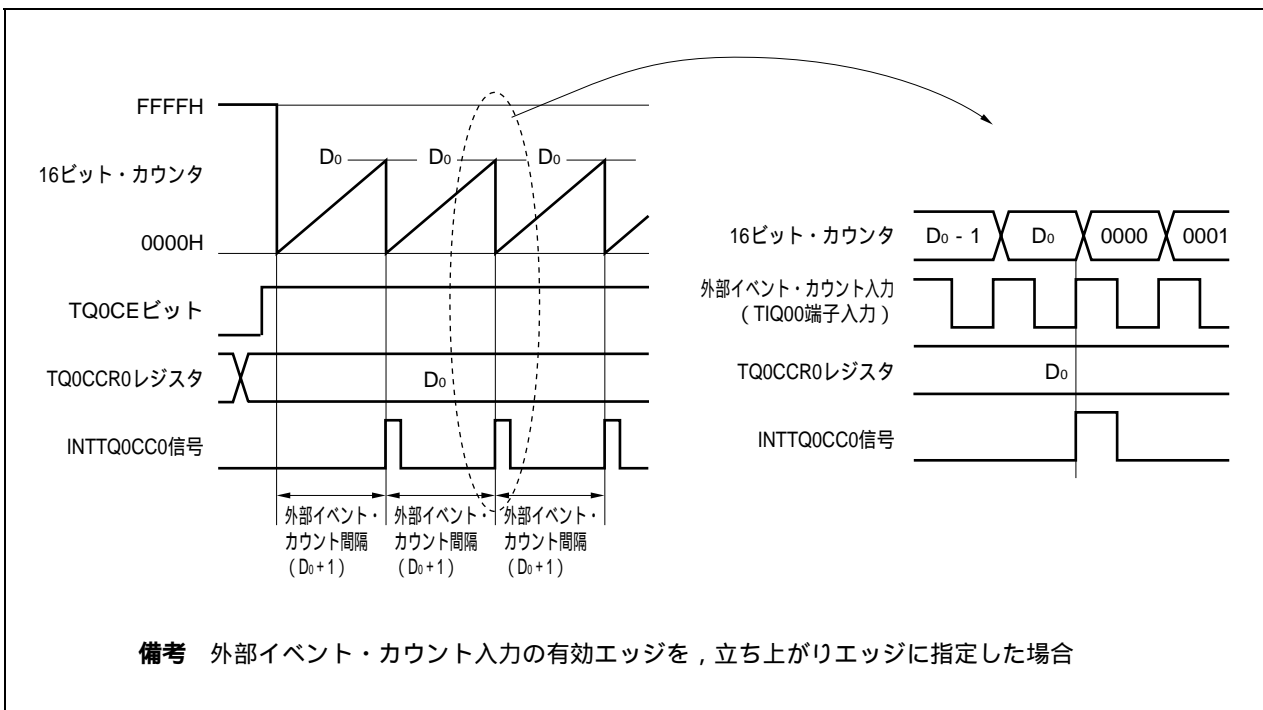 FFFFH
16ビット・カウンタ
0000H
D₀
D₀
D₀
TQ0CEビット
TQ0CCR0レジスタ
D₀
INTTQ0CC0信号
外部イベント・
カウント間隔
（D₀+1）
外部イベント・
カウント間隔
（D₀+1）
外部イベント・
カウント間隔
（D₀+1）
16ビット・カウンタ
D₀ - 1
D₀
0000
0001
外部イベント・カウント入力
（TIQ00端子入力）
TQ0CCR0レジスタ
D₀
INTTQ0CC0信号
備考　外部イベント・カウント入力の有効エッジを，立ち上がりエッジに指定した場合